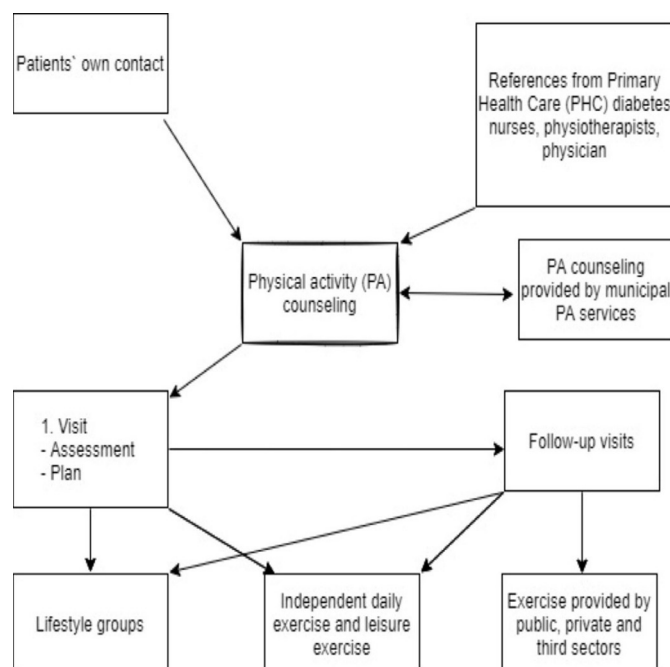 Patients` own contact
References from Primary
Health Care (PHC) diabetes
nurses, physiotherapists,
physician
Physical activity (PA)
counseling
PA counseling
provided by municipal
PA services
1. Visit
- Assessment
- Plan
Follow-up visits
Lifestyle groups
Independent daily
exercise and leisure
exercise
Exercise provided by
public, private and
third sectors